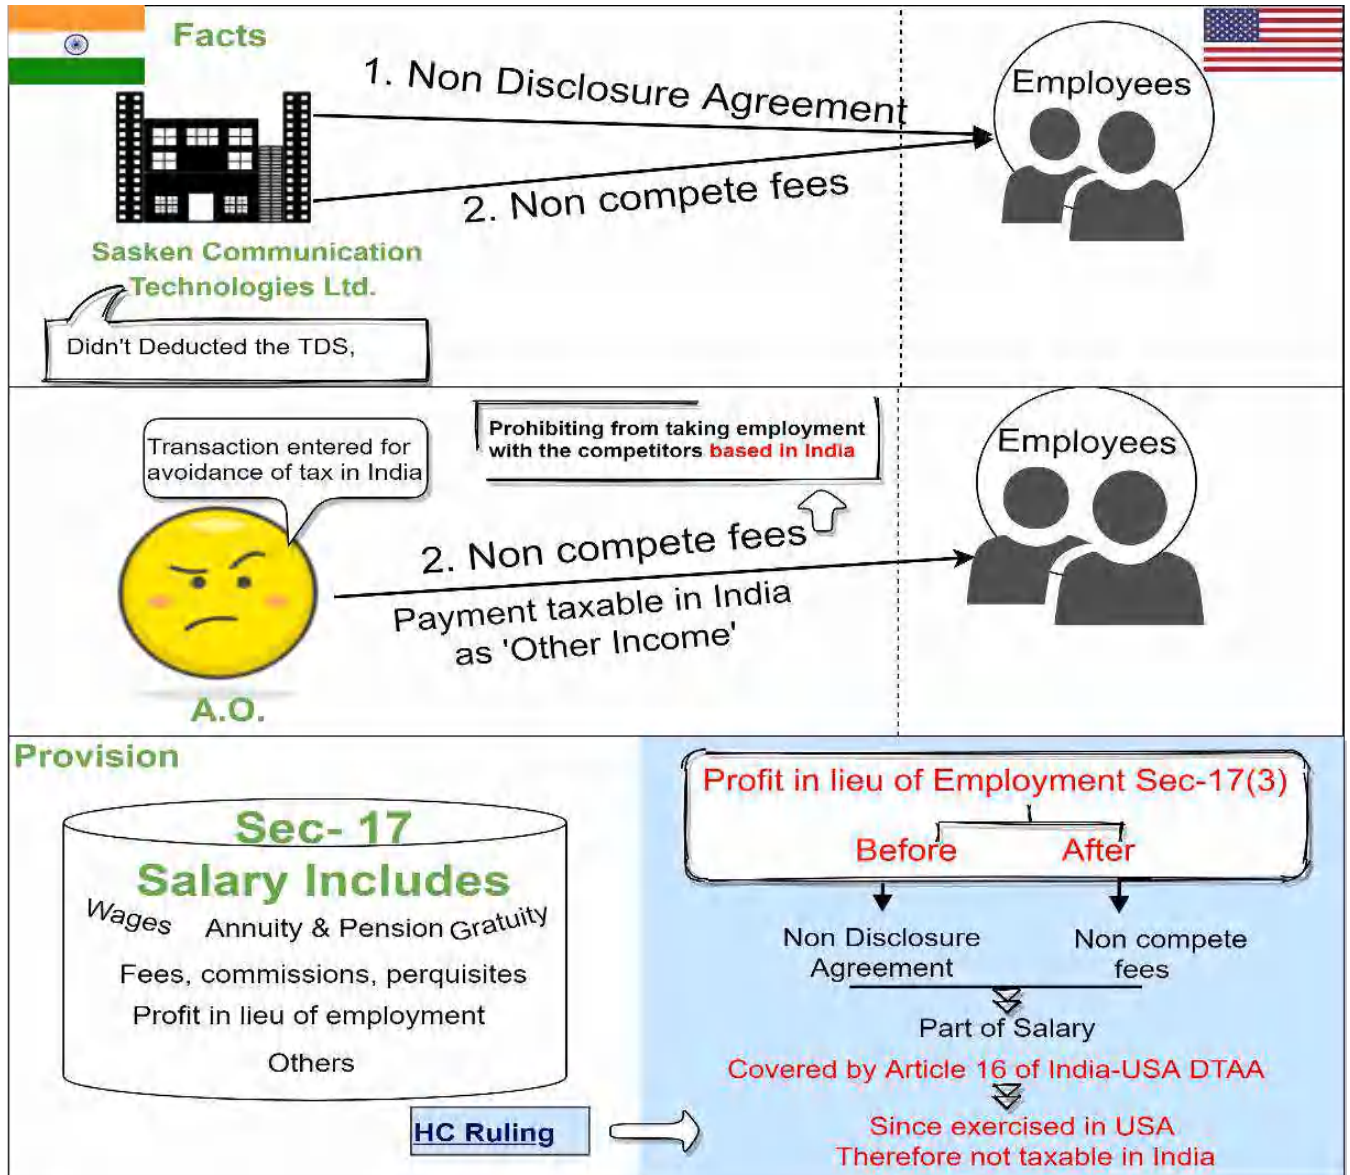 Facts
1. Non Disclosure Agreement
Employees
2. Non compete fees
Sasken Communication
Technologies Ltd.
Didn't Deducted the TDS,
Transaction entered for
avoidance of tax in India
Prohibiting from taking employment
with the competitors based in India
Employees
2. Non compete fees
Payment taxable in India
as 'Other Income'
A.O.
Provision
Sec- 17
Salary Includes
Wages Annuity & Pension Gratuity
Fees, commissions, perquisites
Profit in lieu of employment
Others
HC Ruling
Profit in lieu of Employment Sec-17(3)
Before After
Non Disclosure
Agreement
Non compete
fees
Part of Salary
Covered by Article 16 of India-USA DTAA
Since exercised in USA
Therefore not taxable in India